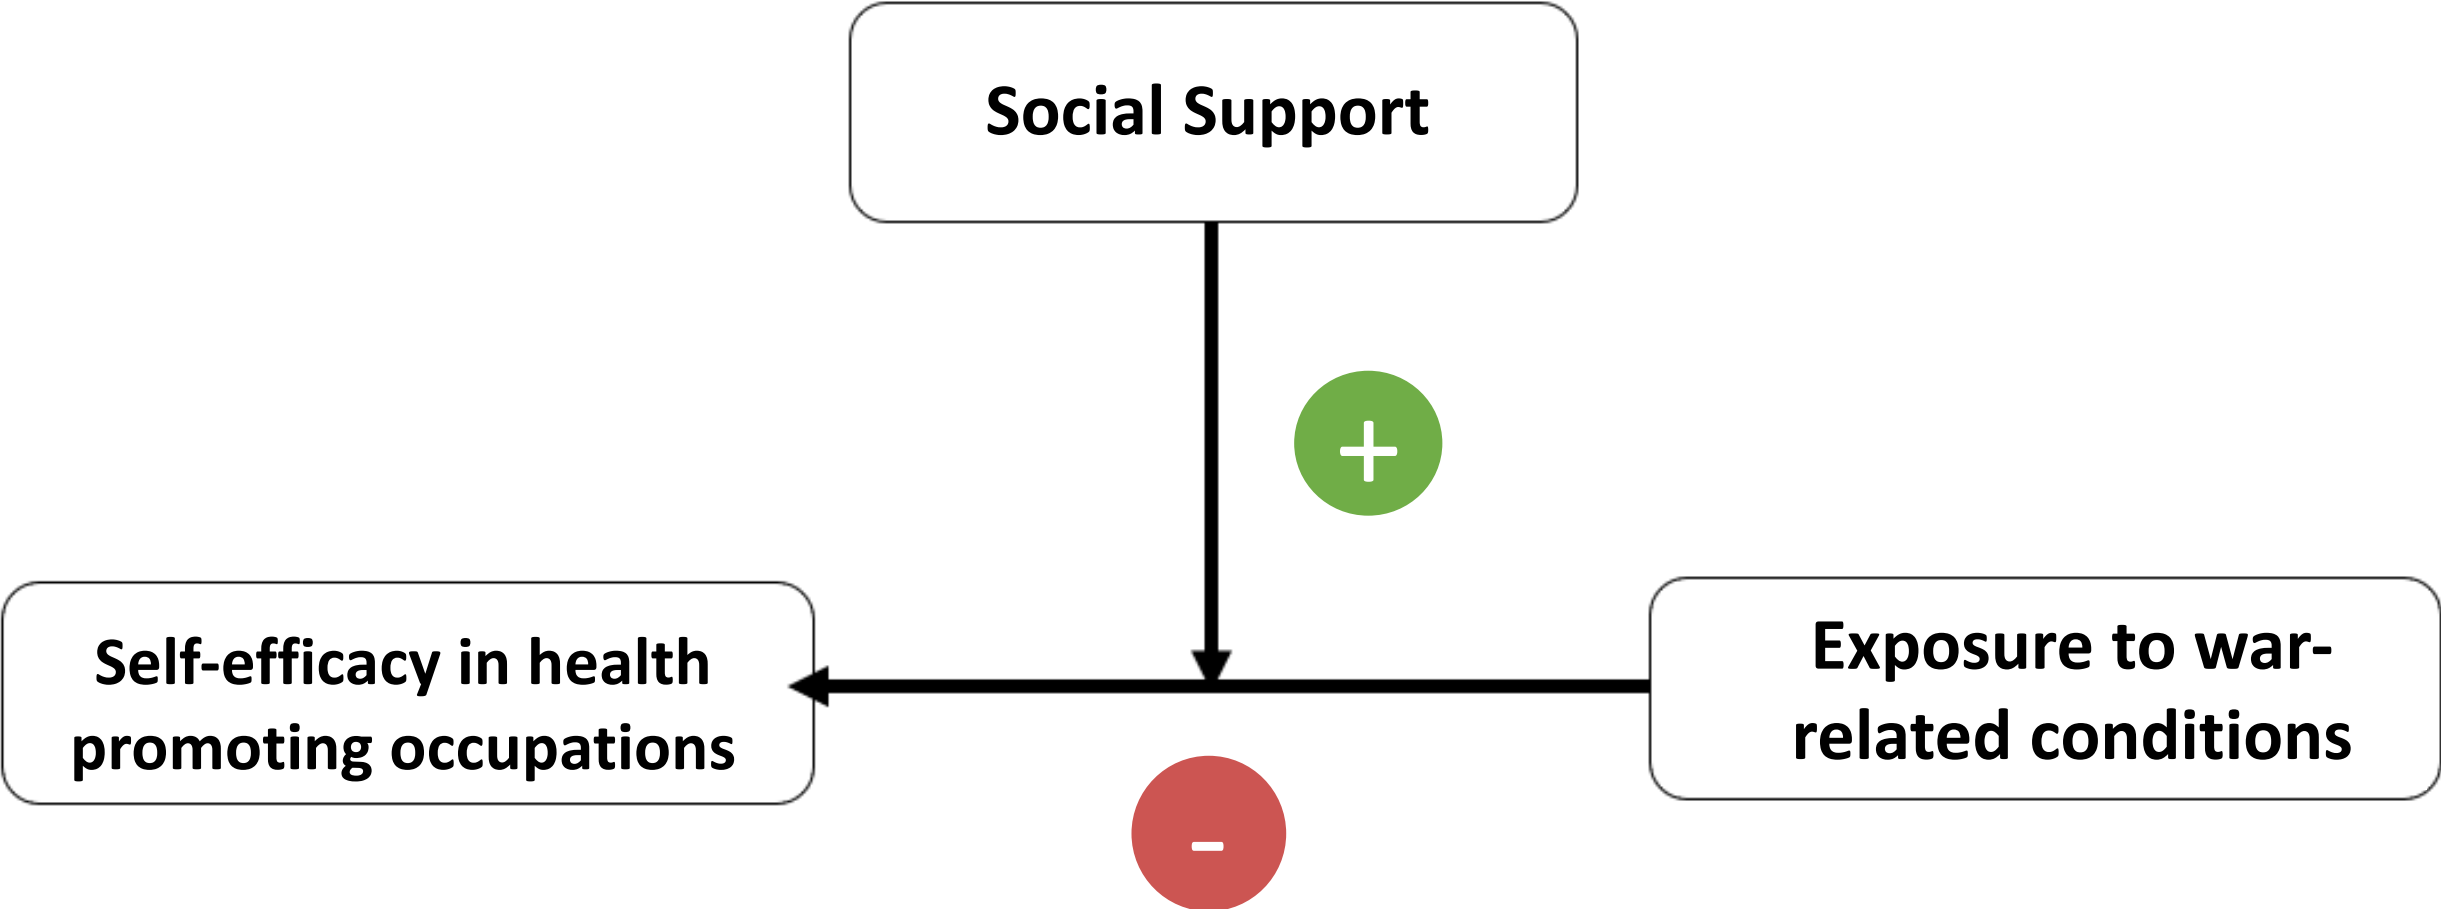 Social Support
+
Self-efficacy in health
promoting occupations
Exposure to war-
related conditions
-